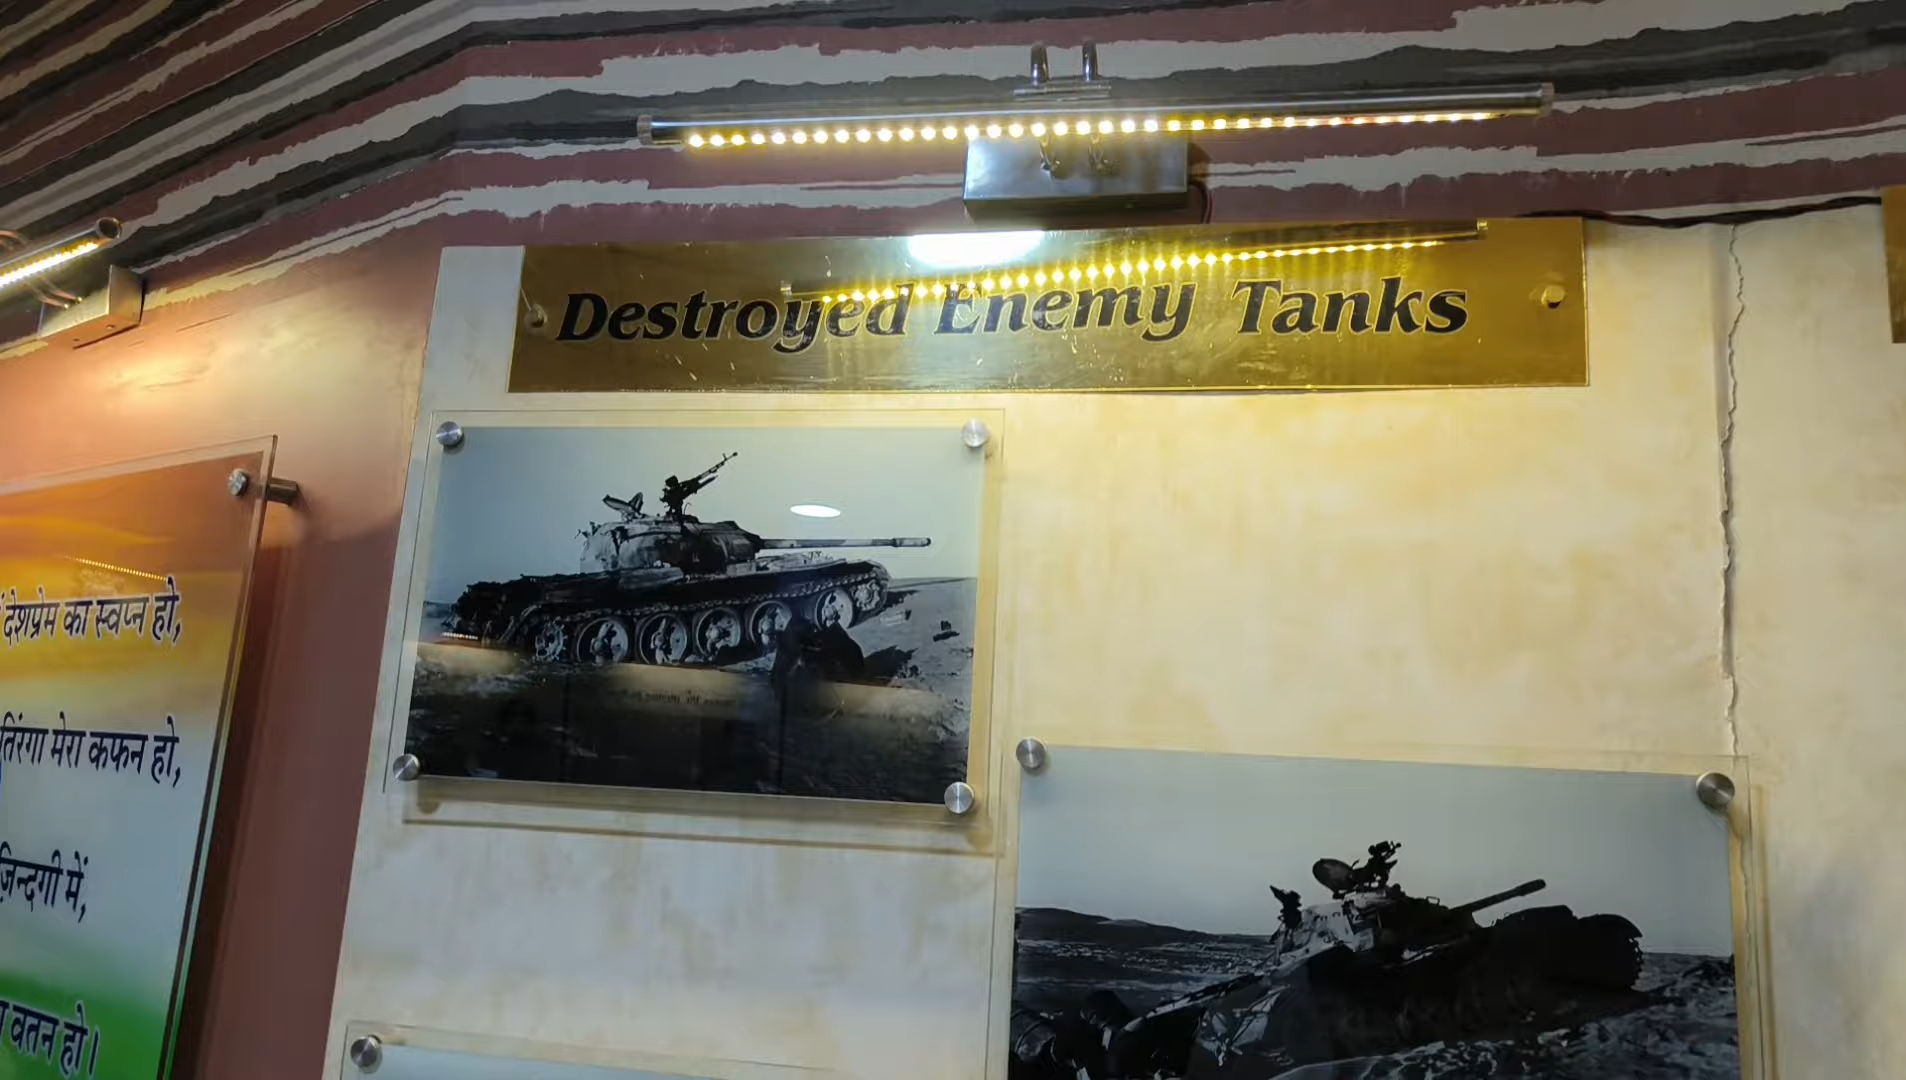 Destroyed Enemy Tanks
देशप्रेम का स्वप्न हो,
तिरंगा मेरा कफन हो,
ज़िन्दगी में,
वतन हो।